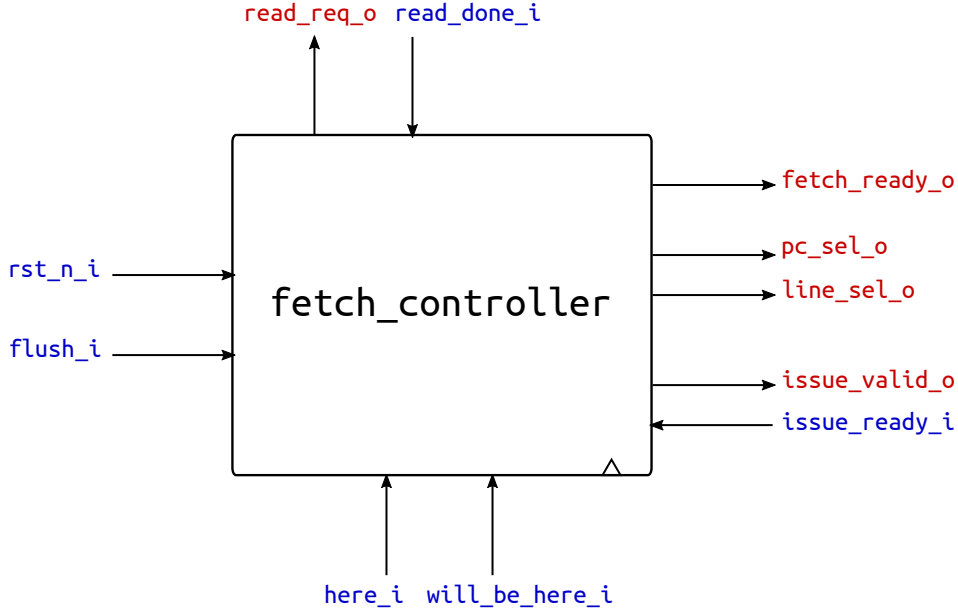 read_req_o read_done_i
fetch_ready_o
pc_sel_o
rst_n_i
line_sel_o
fetch_controller
flush_i
issue_valid_o
issue_ready_i
here_i will_be_here_i